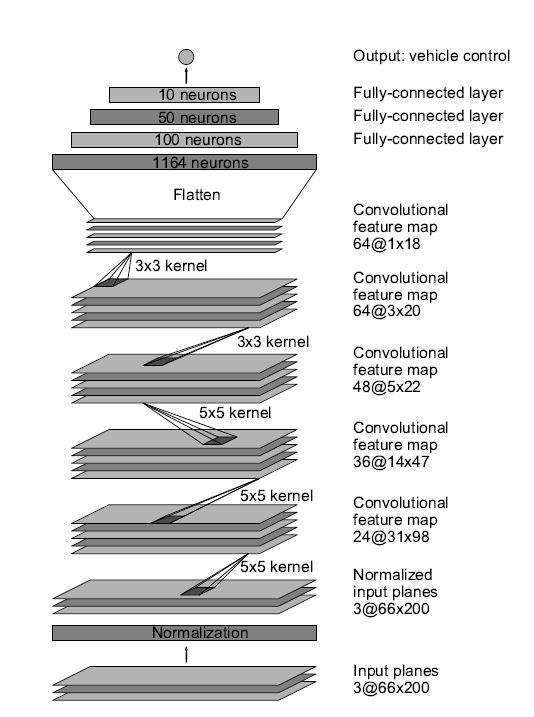 Output: vehicle control
10 neurons
Fully-connected layer
50 neurons
Fully-connected layer
100 neurons
Fully-connected layer
1164 neurons
Flatten
Convolutional
feature map
64@1x18
3x3 kernel
Convolutional
feature map
64@3x20
3x3 kernel
Convolutional
feature map
48@5x22
5x5 kernel
Convolutional
feature map
36@14x47
5x5 kernel
Convolutional
feature map
24@31x98
5x5 kernel
Normalized
input planes
3@66x200
Normalization
Input planes
3@66x200